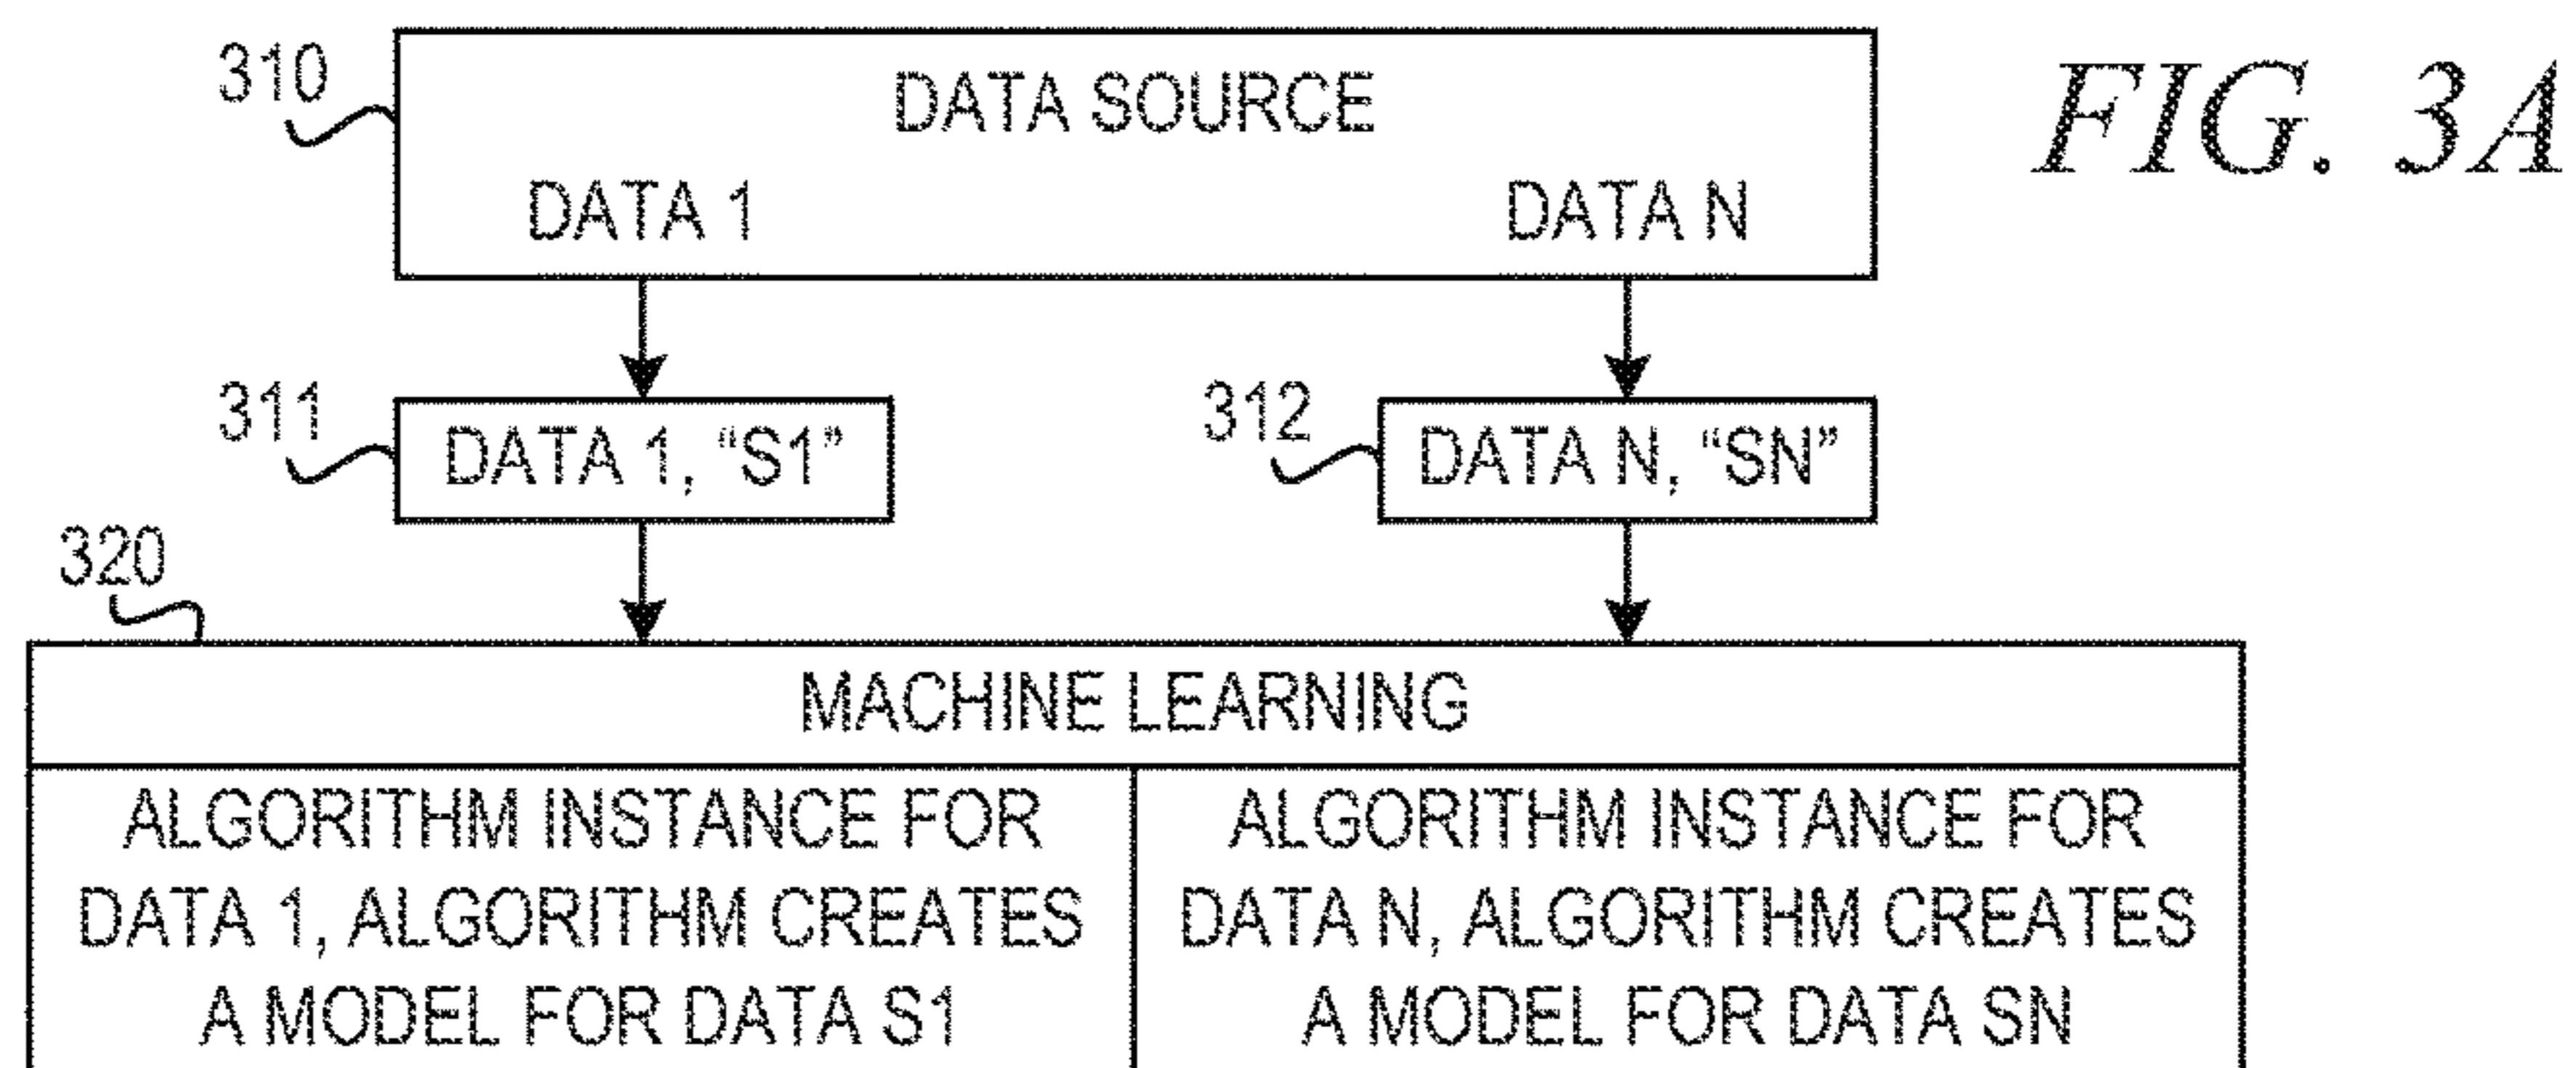 310
DATA SOURCE
FIG. 3A
DATA 1
DATA N
311
DATA 1, “S1”
312
DATA N, “SN”
320
MACHINE LEARNING
ALGORITHM INSTANCE FOR
DATA 1, ALGORITHM CREATES
A MODEL FOR DATA S1
ALGORITHM INSTANCE FOR
DATA N, ALGORITHM CREATES
A MODEL FOR DATA SN